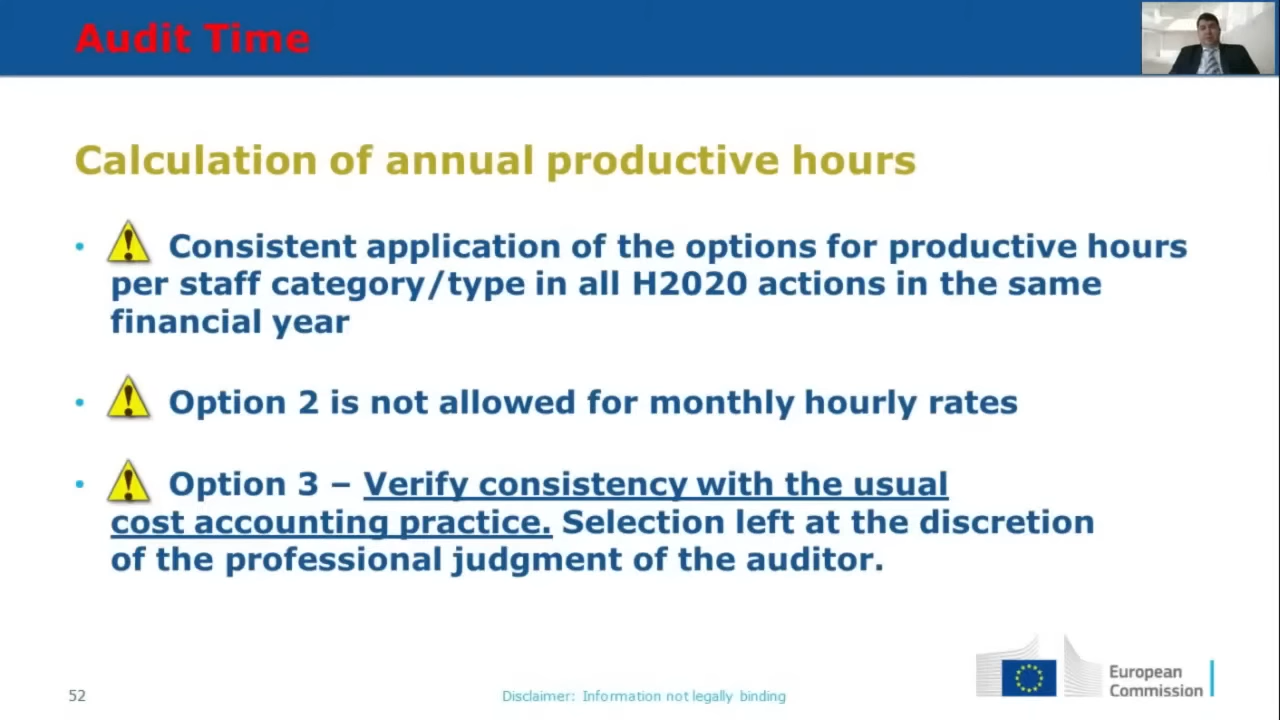 Audit Time
Calculation of annual productive hours
• Consistent application of the options for productive hours
per staff category/type in all H2020 actions in the same
financial year
• Option 2 is not allowed for monthly hourly rates
• Option 3 – Verify consistency with the usual
cost accounting practice. Selection left at the discretion
of the professional judgment of the auditor.
European
Commission
52
Disclaimer: Information not legally binding